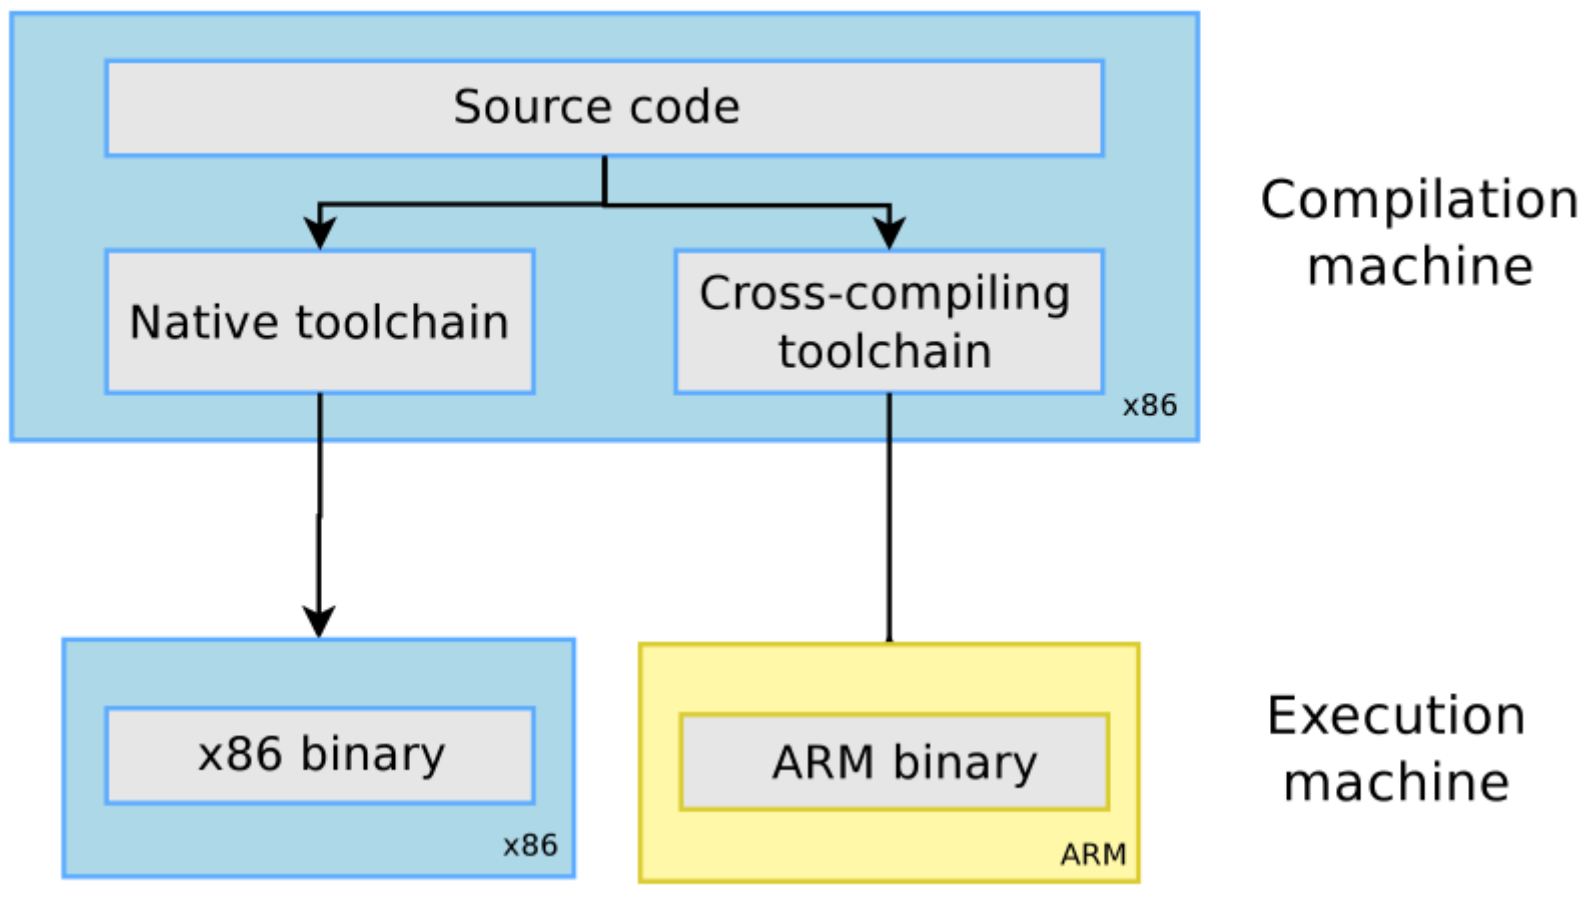 Source code
Native toolchain
Cross-compiling
toolchain
x86
Compilation
machine
x86 binary
x86
ARM binary
ARM
Execution
machine